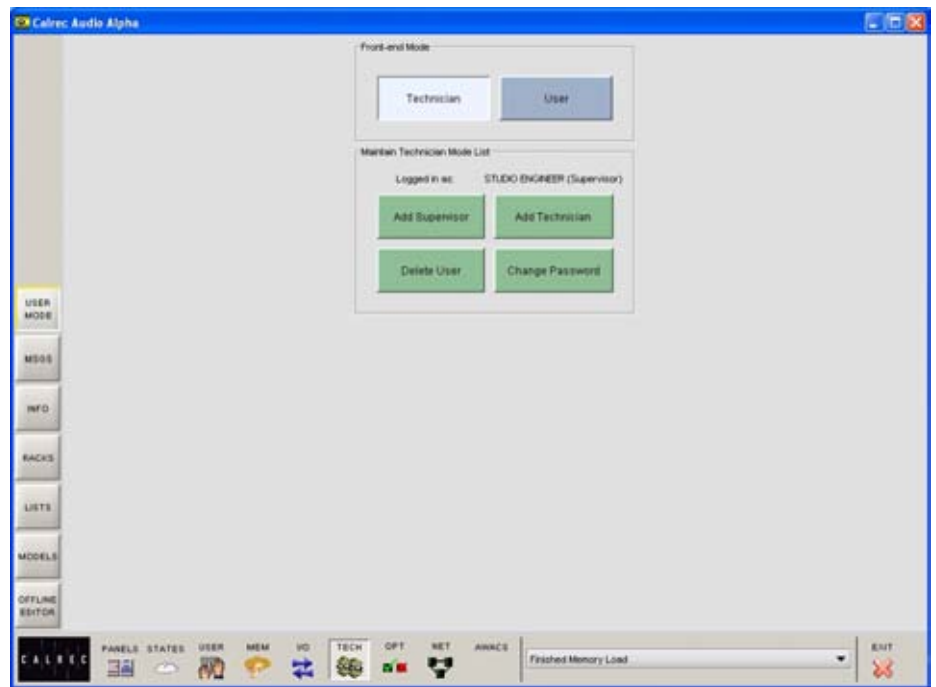 Calrec Audio Alpha
Front-end Mode
Technician
User
Maintain Technician Mode List
Logged in as: STUDIO ENGINEER (Supervisor)
Add Supervisor
Add Technician
Delete User
Change Password
USER
MODE
MSGS
INFO
RACKS
LISTS
MODELS
OFFLINE
EDITOR
CALREC
PANELS STATES USER MEM I/O TECH OPT NET AWACS
Finished Memory Load
EXIT